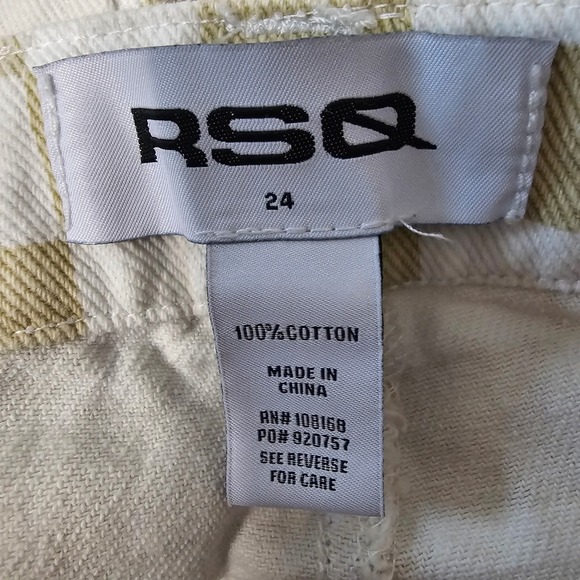 RSQ
24
100% COTTON
MADE IN
CHINA
RN# 108168
PO# 920757
SEE REVERSE
FOR CARE